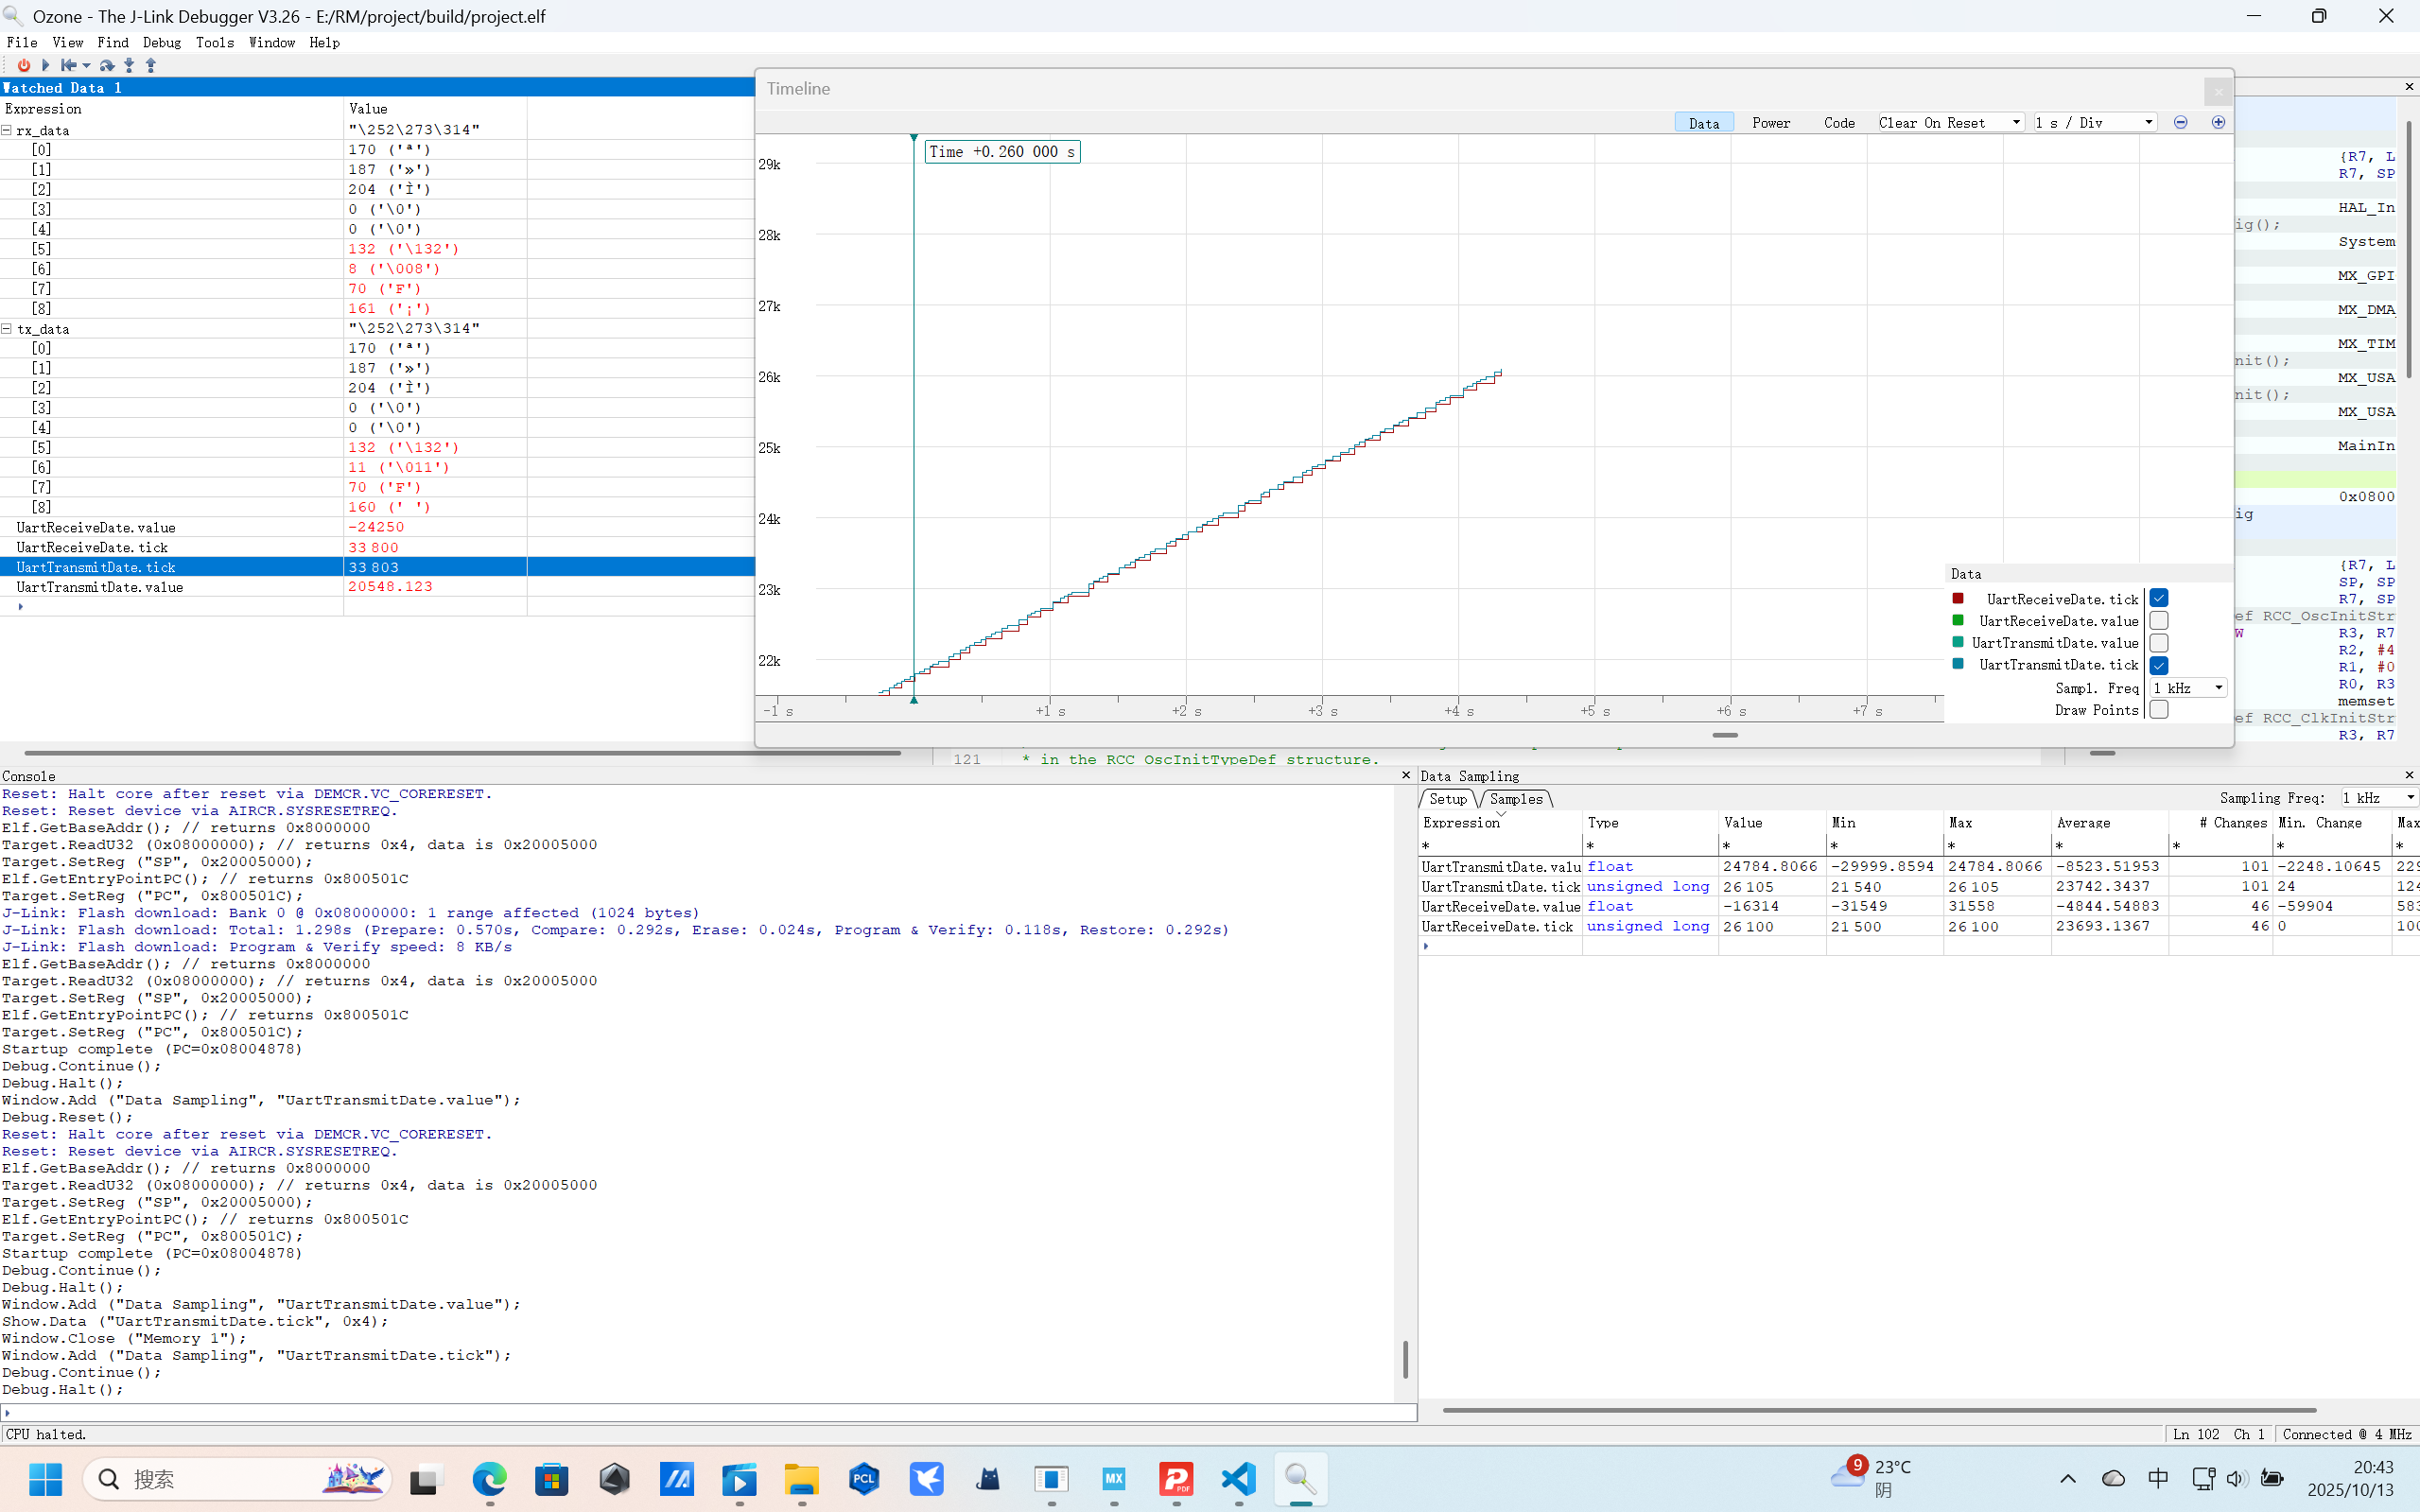 Ozone - The J-Link Debugger V3.26 - E:/RM/project/build/project.elf
File View Find Debug Tools Window Help
Watched Data 1
Expression Value
rx_data "\252\273\314"
[0] 170 ('ª')
[1] 187 ('»')
[2] 204 ('Ì')
[3] 0 ('\0')
[4] 0 ('\0')
[5] 132 ('\132')
[6] 8 ('\008')
[7] 70 ('F')
[8] 161 ('¡')
tx_data "\252\273\314"
[0] 170 ('ª')
[1] 187 ('»')
[2] 204 ('Ì')
[3] 0 ('\0')
[4] 0 ('\0')
[5] 132 ('\132')
[6] 11 ('\011')
[7] 70 ('F')
[8] 160 (' ')
UartReceiveDate.value -24250
UartReceiveDate.tick 33 800
UartTransmitDate.tick 33 803
UartTransmitDate.value 20548.123
Timeline
Data Power Code Clear On Reset 1 s / Div
Time +0.260 000 s
29k
28k
27k
26k
25k
24k
23k
22k
-1 s +1 s +2 s +3 s +4 s +5 s +6 s +7 s
Data
UartReceiveDate.tick
UartReceiveDate.value
UartTransmitDate.value
UartTransmitDate.tick
Sampl. Freq 1 kHz
Draw Points
{R7, L
R7, SP
HAL_In
ig();
System
MX_GPI
MX_DMA_
MX_TIM
nit();
MX_USA
nit();
MX_USA
MainIn
0x0800
ig
{R7, L
SP, SP
R7, SP
ef RCC_OscInitStr
W R3, R7
R2, #4
R1, #0
R0, R3
memset
ef RCC_ClkInitStr
R3, R7
121 * in the RCC_OscInitTypeDef structure.
Console
Reset: Halt core after reset via DEMCR.VC_CORERESET.
Reset: Reset device via AIRCR.SYSRESETREQ.
Elf.GetBaseAddr(); // returns 0x8000000
Target.ReadU32 (0x08000000); // returns 0x4, data is 0x20005000
Target.SetReg ("SP", 0x20005000);
Elf.GetEntryPointPC(); // returns 0x800501C
Target.SetReg ("PC", 0x800501C);
J-Link: Flash download: Bank 0 @ 0x08000000: 1 range affected (1024 bytes)
J-Link: Flash download: Total: 1.298s (Prepare: 0.570s, Compare: 0.292s, Erase: 0.024s, Program & Verify: 0.118s, Restore: 0.292s)
J-Link: Flash download: Program & Verify speed: 8 KB/s
Elf.GetBaseAddr(); // returns 0x8000000
Target.ReadU32 (0x08000000); // returns 0x4, data is 0x20005000
Target.SetReg ("SP", 0x20005000);
Elf.GetEntryPointPC(); // returns 0x800501C
Target.SetReg ("PC", 0x800501C);
Startup complete (PC=0x08004878)
Debug.Continue();
Debug.Halt();
Window.Add ("Data Sampling", "UartTransmitDate.value");
Debug.Reset();
Reset: Halt core after reset via DEMCR.VC_CORERESET.
Reset: Reset device via AIRCR.SYSRESETREQ.
Elf.GetBaseAddr(); // returns 0x8000000
Target.ReadU32 (0x08000000); // returns 0x4, data is 0x20005000
Target.SetReg ("SP", 0x20005000);
Elf.GetEntryPointPC(); // returns 0x800501C
Target.SetReg ("PC", 0x800501C);
Startup complete (PC=0x08004878)
Debug.Continue();
Debug.Halt();
Window.Add ("Data Sampling", "UartTransmitDate.value");
Show.Data ("UartTransmitDate.tick", 0x4);
Window.Close ("Memory 1");
Window.Add ("Data Sampling", "UartTransmitDate.tick");
Debug.Continue();
Debug.Halt();
Data Sampling
Setup Samples Sampling Freq: 1 kHz
Expression Type Value Min Max Average # Changes Min. Change Max
* * * * * * * * *
UartTransmitDate.valu float 24784.8066 -29999.8594 24784.8066 -8523.51953 101 -2248.10645 229
UartTransmitDate.tick unsigned long 26 105 21 540 26 105 23742.3437 101 24 124
UartReceiveDate.value float -16314 -31549 31558 -4844.54883 46 -59904 583
UartReceiveDate.tick unsigned long 26 100 21 500 26 100 23693.1367 46 0 100
CPU halted.
Ln 102 Ch 1 Connected @ 4 MHz
搜索
PCL
MX
PDF
9
23°C
阴
中
20:43
2025/10/13